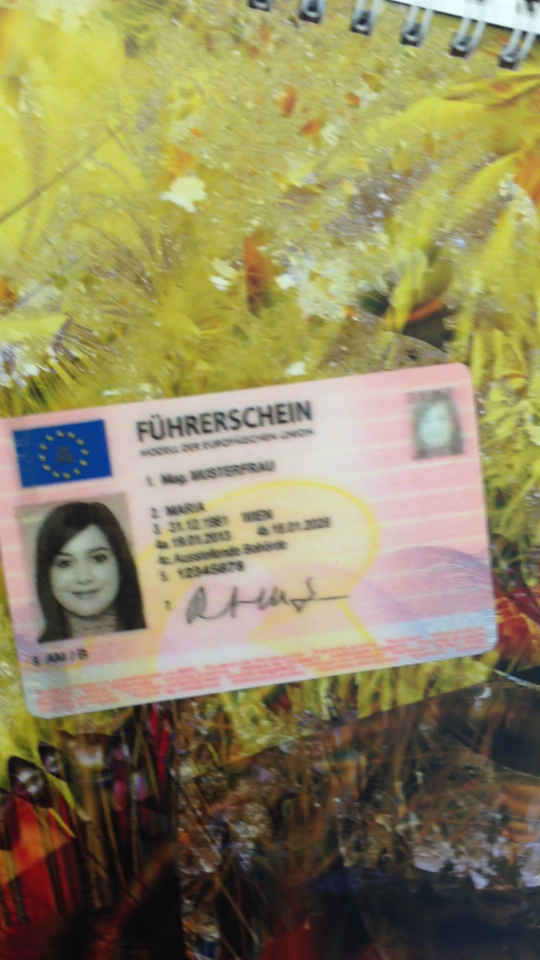 FÜHRERSCHEIN
MODELL DER EUROPÄISCHEN UNION
1. Mag. MUSTERFRAU
2. MARIA
3. 31.12.1981 WIEN
4a. 19.01.2013 4b. 18.01.2028
4c. Ausstellende Behörde
5. 12345678
7.
9. AM / B